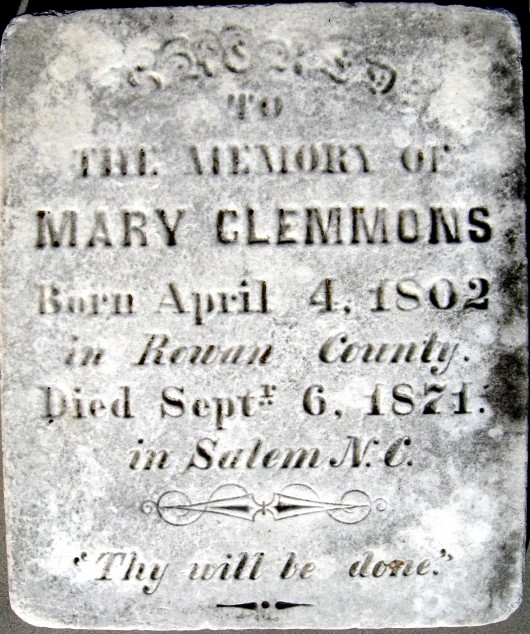 SACRED
TO
THE MEMORY OF
MARY CLEMMONS
Born April 4, 1802
in Rowan County.
Died Septr. 6, 1871.
in Salem N.C.
"Thy will be done."